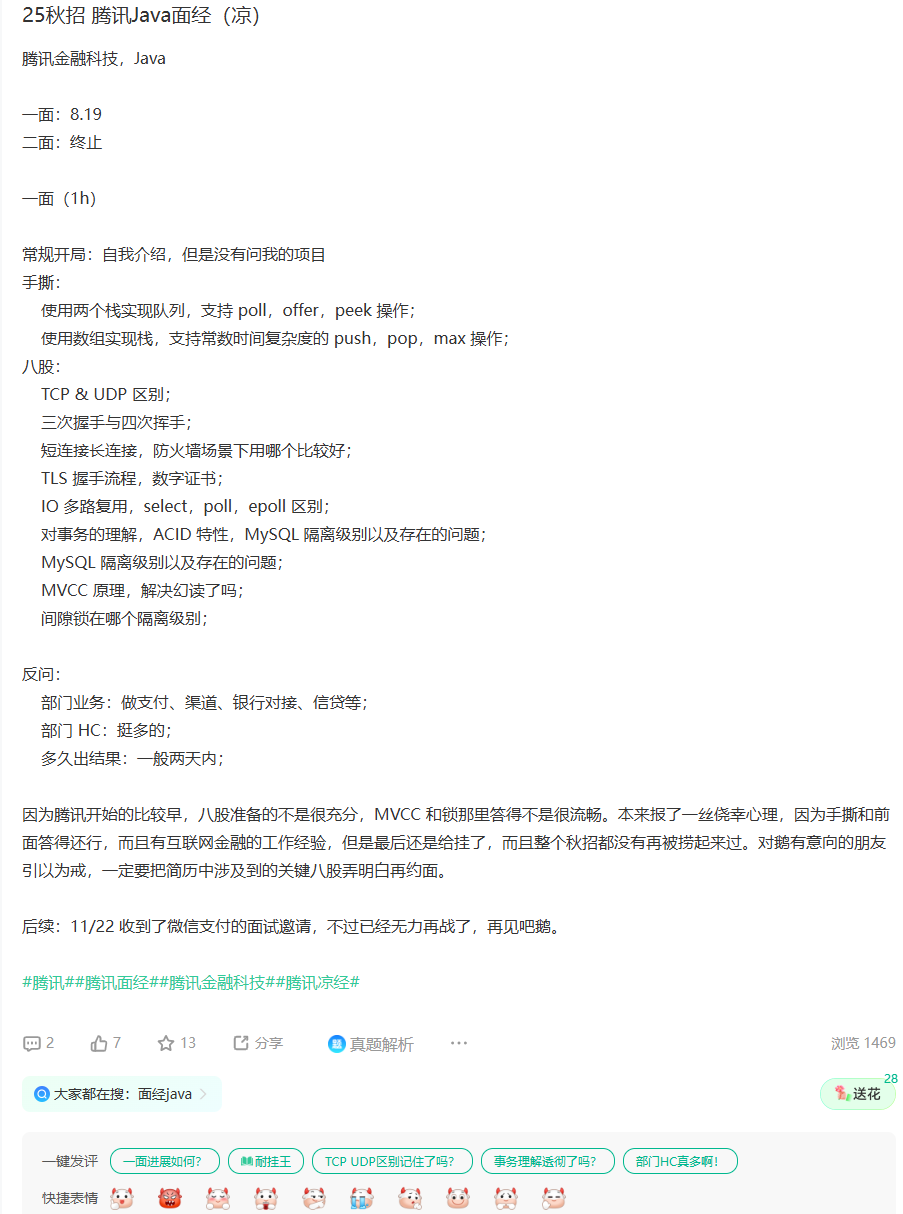 25秋招 腾讯Java面经（凉）
腾讯金融科技，Java
一面：8.19
二面：终止
一面（1h）
常规开局：自我介绍，但是没有问我的项目
手撕：
使用两个栈实现队列，支持 poll，offer，peek 操作；
使用数组实现栈，支持常数时间复杂度的 push，pop，max 操作；
八股：
TCP & UDP 区别；
三次握手与四次挥手；
短连接长连接，防火墙场景下用哪个比较好；
TLS 握手流程，数字证书；
IO 多路复用，select，poll，epoll 区别；
对事务的理解，ACID 特性，MySQL 隔离级别以及存在的问题；
MySQL 隔离级别以及存在的问题；
MVCC 原理，解决幻读了吗；
间隙锁在哪个隔离级别；
反问：
部门业务：做支付、渠道、银行对接、信贷等；
部门 HC：挺多的；
多久出结果：一般两天内；
因为腾讯开始的比较早，八股准备的不是很充分，MVCC 和锁那里答得不是很流畅。本来报了一丝侥幸心理，因为手撕和前
面答得还行，而且有互联网金融的工作经验，但是最后还是给挂了，而且整个秋招都没有再被捞起来过。对鹅有意向的朋友
引以为戒，一定要把简历中涉及到的关键八股弄明白再约面。
后续：11/22 收到了微信支付的面试邀请，不过已经无力再战了，再见吧鹅。
#腾讯##腾讯面经##腾讯金融科技##腾讯凉经#
2 7 13 分享 真题解析 ··· 浏览 1469
大家都在搜：面经java
28
送花
一键发评 一面进展如何？ 耐挂王 TCP UDP区别记住了吗？ 事务理解透彻了吗？ 部门HC真多啊！
快捷表情